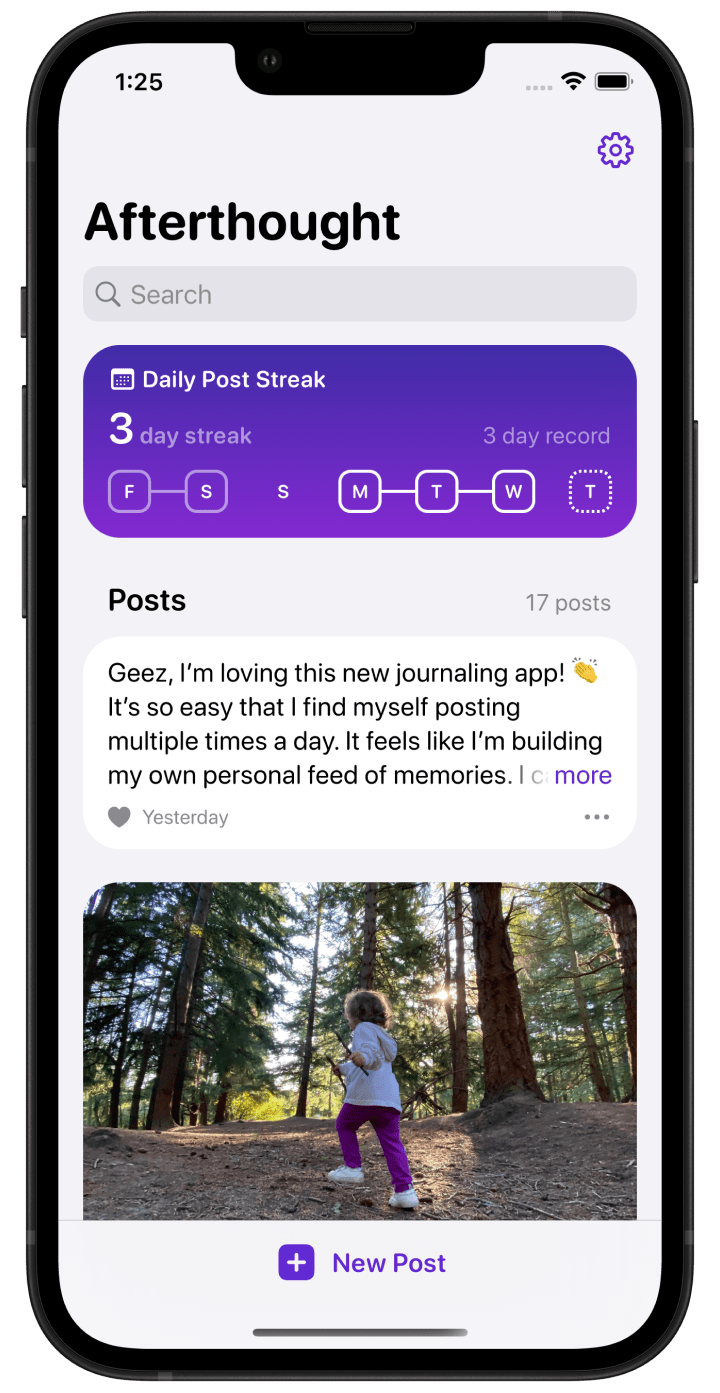 1:25
Afterthought
Search
Daily Post Streak
3 day streak
3 day record
F S S M T W T
Posts
17 posts
Geez, I’m loving this new journaling app! 👏
It’s so easy that I find myself posting
multiple times a day. It feels like I’m building
my own personal feed of memories. I more
Yesterday
New Post